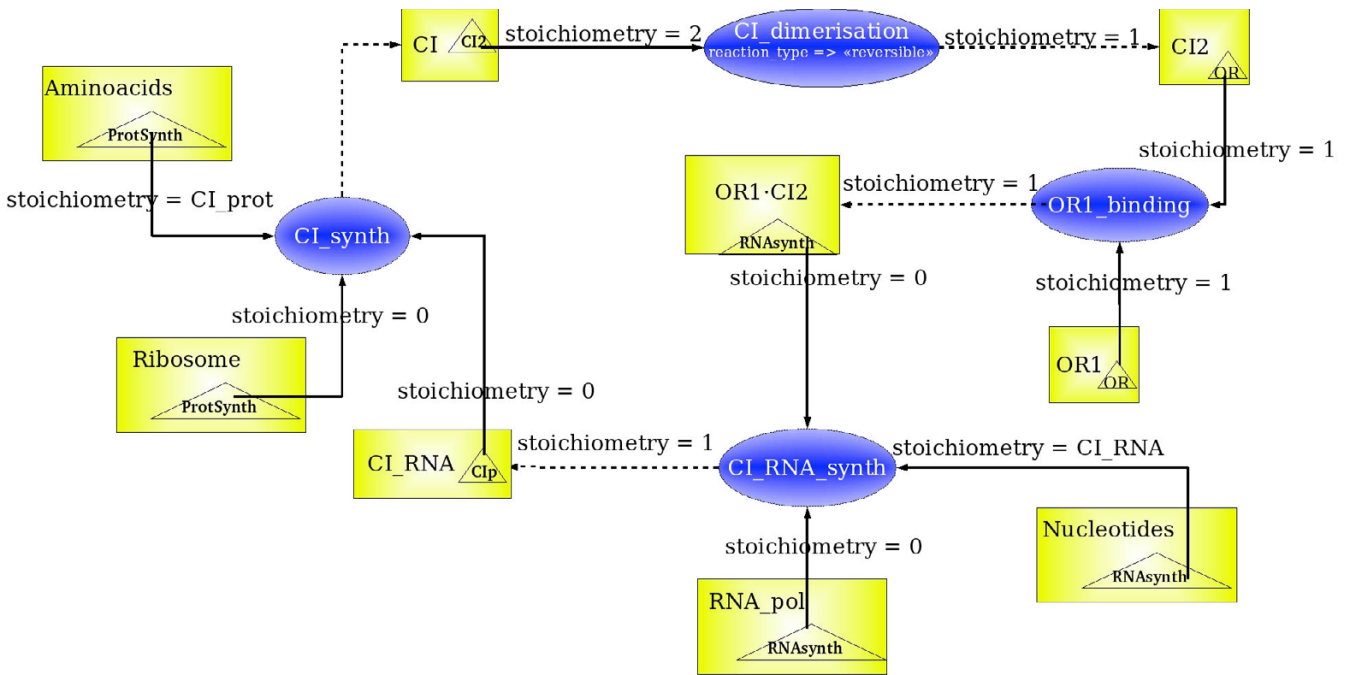 CI
CI2
stoichiometry = 2
CI_dimerisation
reaction_type => «reversible»
stoichiometry = 1
CI2
OR
Aminoacids
ProtSynth
stoichiometry = 1
stoichiometry = CI_prot
CI_synth
OR1·CI2
RNAsynth
stoichiometry = 1
OR1_binding
stoichiometry = 0
stoichiometry = 1
stoichiometry = 0
Ribosome
ProtSynth
OR1
OR
stoichiometry = 0
CI_RNA
CIp
stoichiometry = 1
CI_RNA_synth
stoichiometry = CI_RNA
Nucleotides
RNAsynth
stoichiometry = 0
RNA_pol
RNAsynth